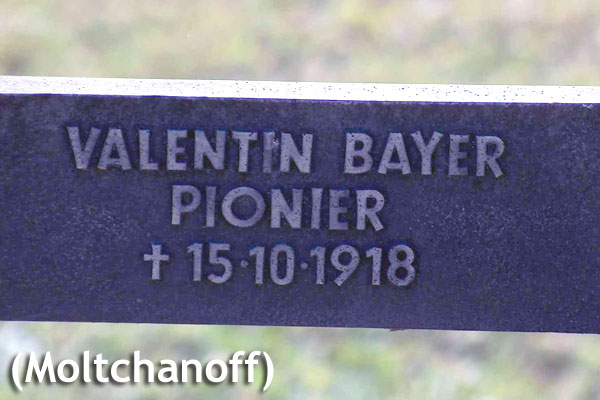 VALENTIN BAYER
PIONIER
† 15·10·1918
(Moltchanoff)